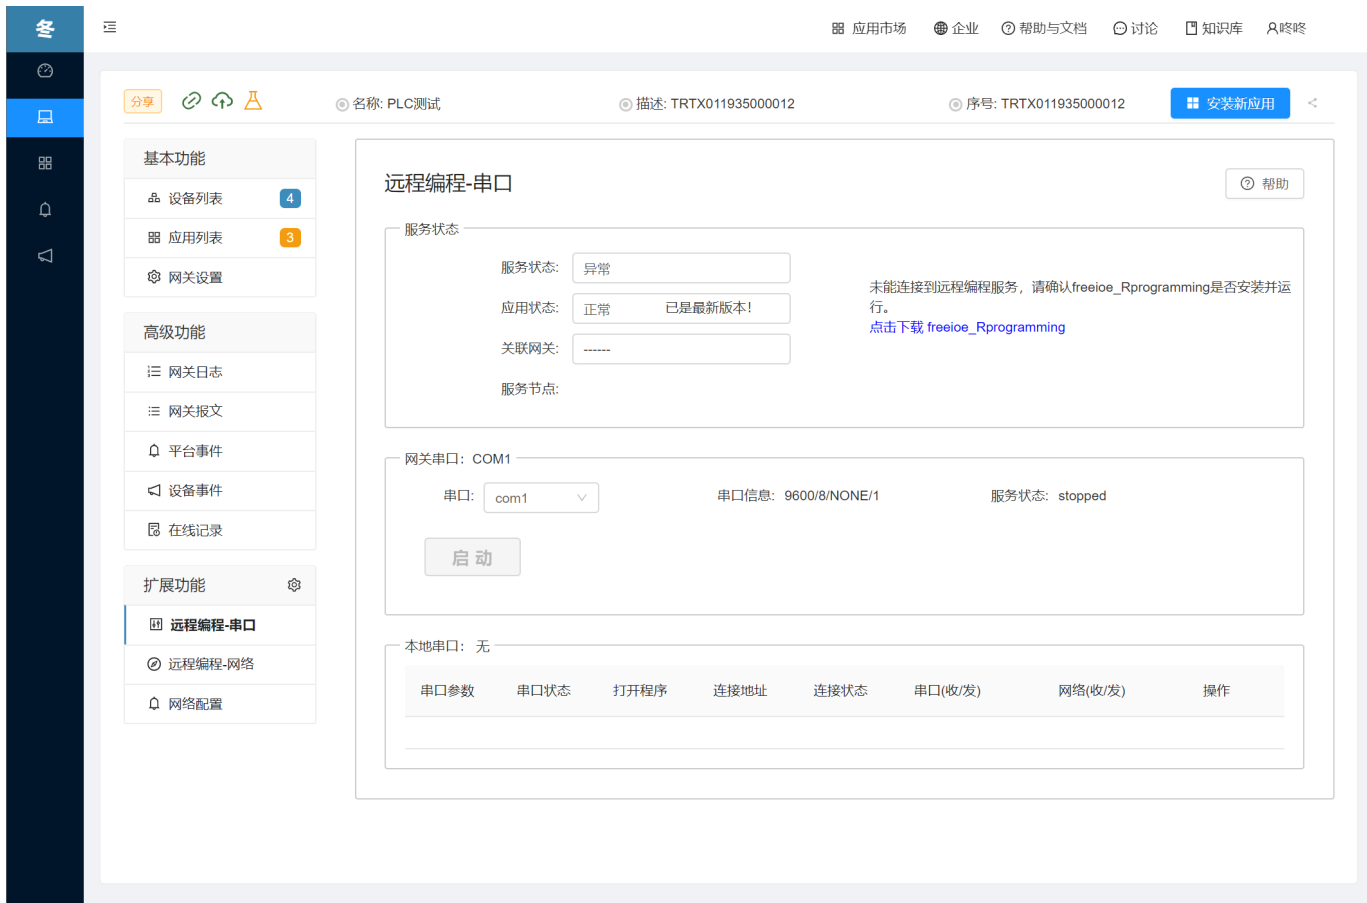 冬
应用市场 企业 帮助与文档 讨论 知识库 咚咚
分享 名称: PLC测试 描述: TRTX011935000012 序号: TRTX011935000012 安装新应用
基本功能
设备列表 4
应用列表 3
网关设置
高级功能
网关日志
网关报文
平台事件
设备事件
在线记录
扩展功能
远程编程-串口
远程编程-网络
网络配置
远程编程-串口 帮助
服务状态
服务状态: 异常
应用状态: 正常 已是最新版本!
关联网关: ------
服务节点:
未能连接到远程编程服务，请确认freeioe_Rprogramming是否安装并运
行。
点击下载 freeioe_Rprogramming
网关串口: COM1
串口: com1 串口信息: 9600/8/NONE/1 服务状态: stopped
启 动
本地串口: 无
串口参数 串口状态 打开程序 连接地址 连接状态 串口(收/发) 网络(收/发) 操作